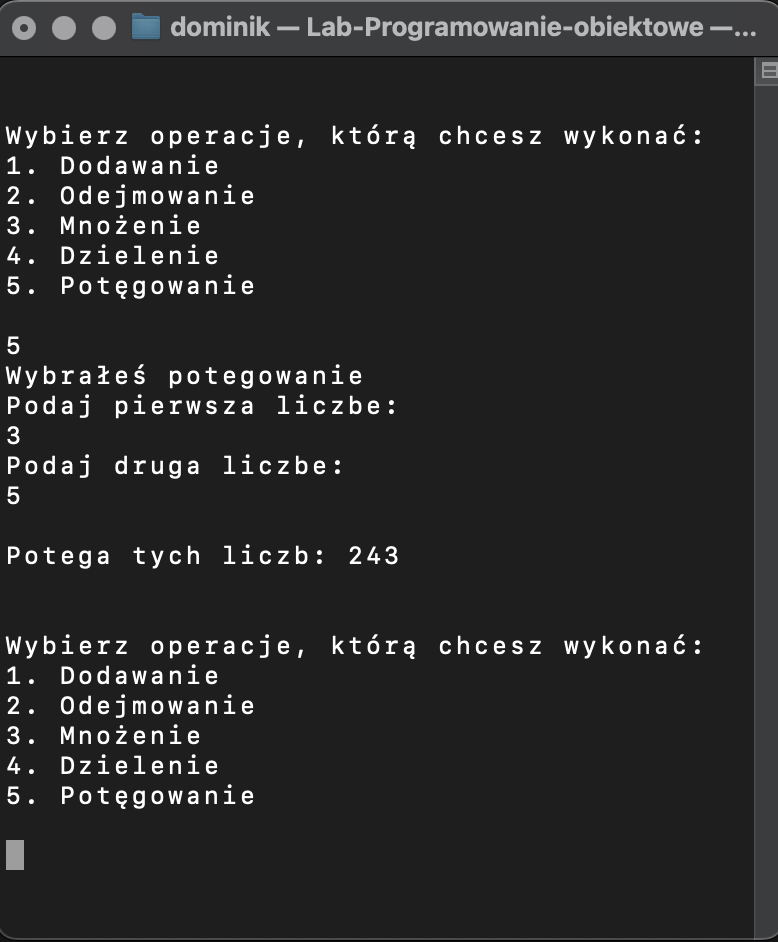 dominik — Lab-Programowanie-obiektowe —...
Wybierz operacje, którą chcesz wykonać:
1. Dodawanie
2. Odejmowanie
3. Mnożenie
4. Dzielenie
5. Potęgowanie
5
Wybrałeś potegowanie
Podaj pierwsza liczbe:
3
Podaj druga liczbe:
5
Potega tych liczb: 243
Wybierz operacje, którą chcesz wykonać:
1. Dodawanie
2. Odejmowanie
3. Mnożenie
4. Dzielenie
5. Potęgowanie